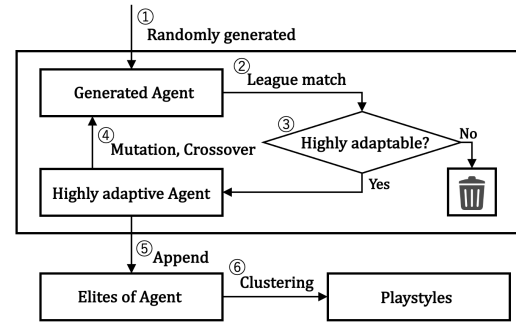 ①
Randomly generated
②
League match
Generated Agent
③
Highly adaptable?
No
④
Mutation, Crossover
Yes
Highly adaptive Agent
⑤
Append
⑥
Clustering
Elites of Agent
Playstyles